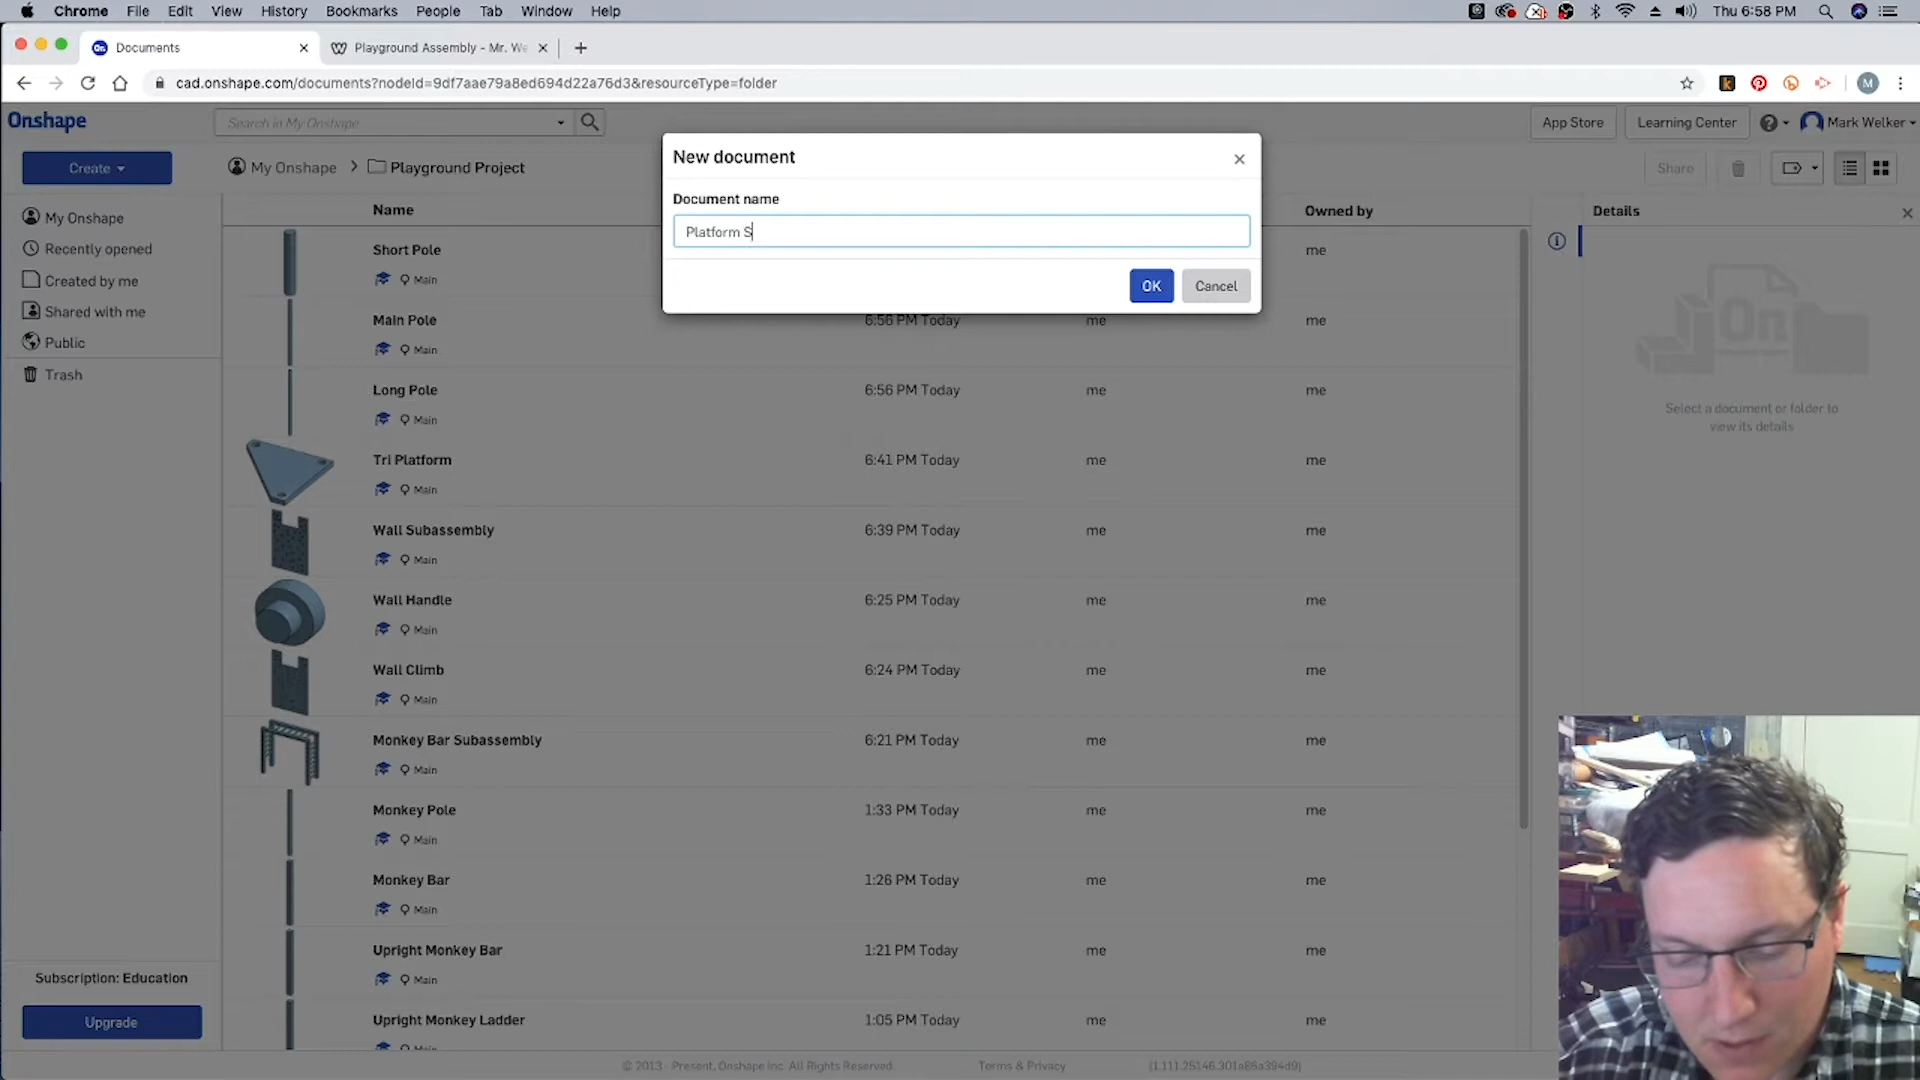 Chrome File Edit View History Bookmarks People Tab Window Help Thu 6:58 PM
Documents Playground Assembly - Mr. We
cad.onshape.com/documents?nodeId=9df7aae79a8ed694d22a76d3&resourceType=folder M
Onshape Search in My Onshape App Store Learning Center Mark Welker
Create My Onshape > Playground Project Share
New document
Document name
Platform S
OK Cancel
My Onshape
Recently opened
Created by me
Shared with me
Public
Trash
Name Owned by Details
Short Pole me
Main
Main Pole 6:56 PM Today me me
Main
Long Pole 6:56 PM Today me me
Main
Tri Platform 6:41 PM Today me me
Main
Wall Subassembly 6:39 PM Today me me
Main
Wall Handle 6:25 PM Today me me
Main
Wall Climb 6:24 PM Today me me
Main
Monkey Bar Subassembly 6:21 PM Today me me
Main
Monkey Pole 1:33 PM Today me me
Main
Monkey Bar 1:26 PM Today me me
Main
Upright Monkey Bar 1:21 PM Today me me
Main
Upright Monkey Ladder 1:05 PM Today me me
Main
On
Select a document or folder to
view its details
Subscription: Education
Upgrade
© 2013 - Present, Onshape Inc. All Rights Reserved. Terms & Privacy